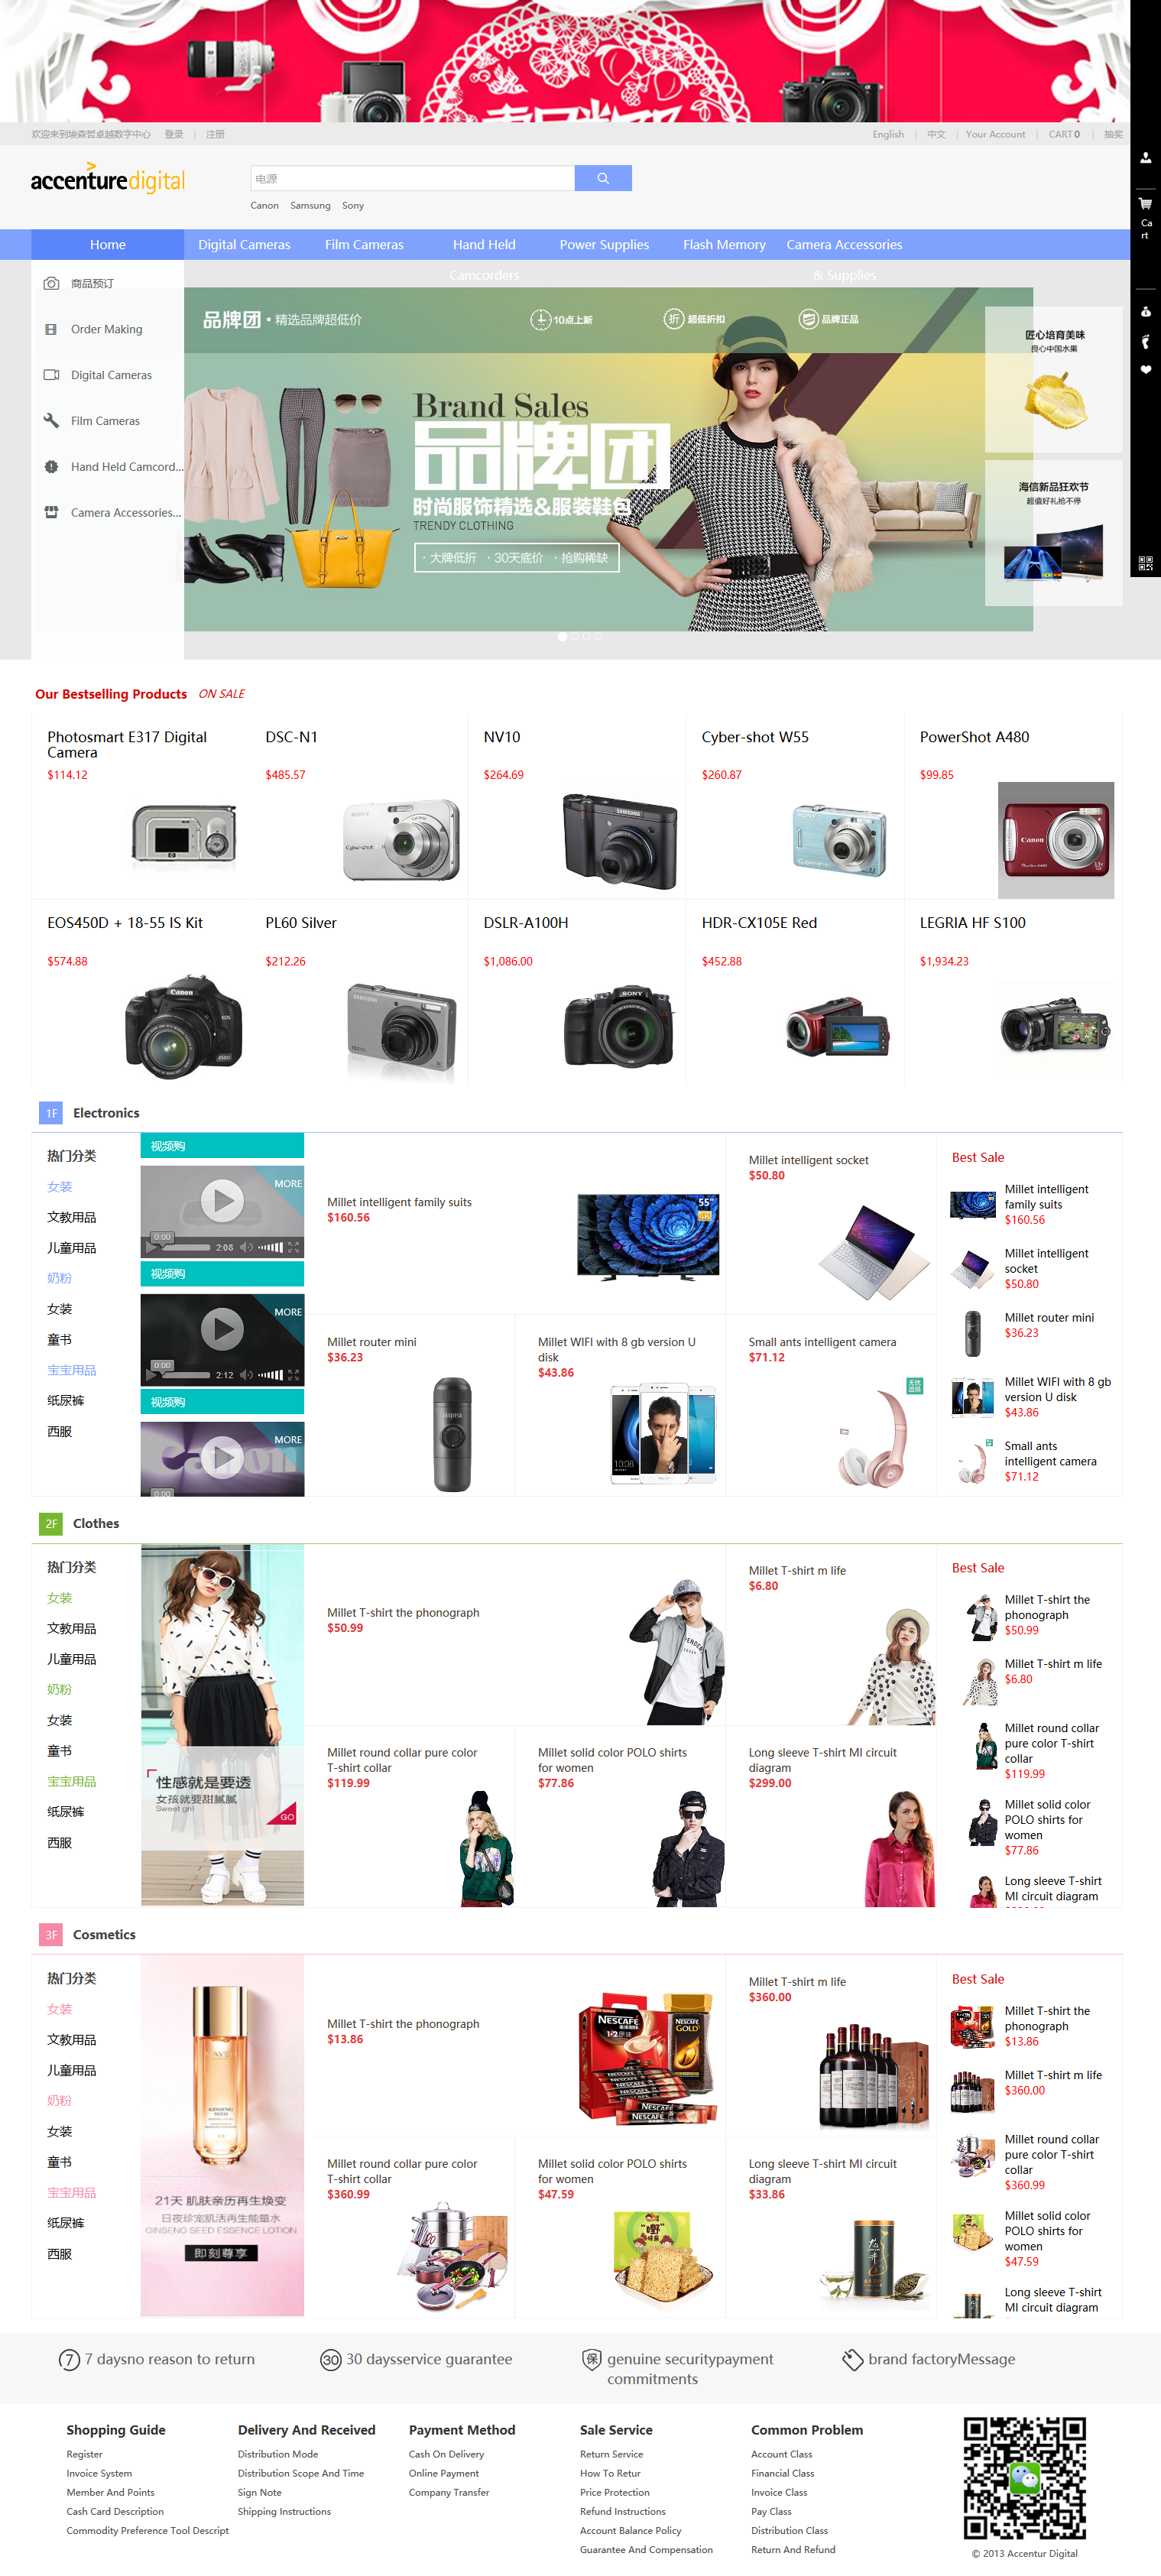 欢迎来到埃森哲卓越数字中心 登录 | 注册
English | 中文 | Your Account | CART 0 | 抽奖
accenturedigital
电源
Canon Samsung Sony
Cart
Home Digital Cameras Film Cameras Hand Held Camcorders Power Supplies Flash Memory Camera Accessories & Supplies
商品预订
Order Making
Digital Cameras
Film Cameras
Hand Held Camcord...
Camera Accessories...
品牌团·精选品牌超低价
10点上新
折 超低折扣
品牌正品
Brand Sales
品牌团
时尚服饰精选&服装鞋包
TRENDY CLOTHING
·大牌低折 ·30天底价 ·抢购稀缺
匠心培育美味
良心中国水果
海信新品狂欢节
超值好礼抢不停
Our Bestselling Products ON SALE
Photosmart E317 Digital Camera
$114.12
DSC-N1
$485.57
NV10
$264.69
Cyber-shot W55
$260.87
PowerShot A480
$99.85
EOS450D + 18-55 IS Kit
$574.88
PL60 Silver
$212.26
DSLR-A100H
$1,086.00
HDR-CX105E Red
$452.88
LEGRIA HF S100
$1,934.23
1F Electronics
热门分类
女装
文教用品
儿童用品
奶粉
女装
童书
宝宝用品
纸尿裤
西服
视频购
MORE
0:00
2:08
视频购
MORE
0:00
2:12
视频购
MORE
Canon
0:00
Millet intelligent family suits
$160.56
55"
4K
Millet intelligent socket
$50.80
Millet router mini
$36.23
Millet WIFI with 8 gb version U
disk
$43.86
Small ants intelligent camera
$71.12
无忧
退换
Best Sale
Millet intelligent
family suits
$160.56
Millet intelligent
socket
$50.80
Millet router mini
$36.23
Millet WIFI with 8 gb
version U disk
$43.86
Small ants
intelligent camera
$71.12
2F Clothes
热门分类
女装
文教用品
儿童用品
奶粉
女装
童书
宝宝用品
纸尿裤
西服
性感就是要透
女孩就要甜腻腻
Sweet gril
GO
Millet T-shirt the phonograph
$50.99
Millet T-shirt m life
$6.80
Millet round collar pure color
T-shirt collar
$119.99
Millet solid color POLO shirts
for women
$77.86
Long sleeve T-shirt MI circuit
diagram
$299.00
Best Sale
Millet T-shirt the
phonograph
$50.99
Millet T-shirt m life
$6.80
Millet round collar
pure color T-shirt
collar
$119.99
Millet solid color
POLO shirts for
women
$77.86
Long sleeve T-shirt
MI circuit diagram
3F Cosmetics
热门分类
女装
文教用品
儿童用品
奶粉
女装
童书
宝宝用品
纸尿裤
西服
21天 肌肤亲历再生焕变
日夜珍宠肌活再生能量水
GINSENG SEED ESSENCE LOTION
即刻尊享
Millet T-shirt the phonograph
$13.86
NESCAFÉ
NESCAFÉ
GOLD
Millet T-shirt m life
$360.00
Millet round collar pure color
T-shirt collar
$360.99
Millet solid color POLO shirts
for women
$47.59
Long sleeve T-shirt MI circuit
diagram
$33.86
Best Sale
Millet T-shirt the
phonograph
$13.86
Millet T-shirt m life
$360.00
Millet round collar
pure color T-shirt
collar
$360.99
Millet solid color
POLO shirts for
women
$47.59
Long sleeve T-shirt
MI circuit diagram
7 7 daysno reason to return
30 30 daysservice guarantee
保 genuine securitypayment
commitments
brand factoryMessage
Shopping Guide
Register
Invoice System
Member And Points
Cash Card Description
Commodity Preference Tool Descript
Delivery And Received
Distribution Mode
Distribution Scope And Time
Sign Note
Shipping Instructions
Payment Method
Cash On Delivery
Online Payment
Company Transfer
Sale Service
Return Service
How To Retur
Price Protection
Refund Instructions
Account Balance Policy
Guarantee And Compensation
Common Problem
Account Class
Financial Class
Invoice Class
Pay Class
Distribution Class
Return And Refund
© 2013 Accentur Digital